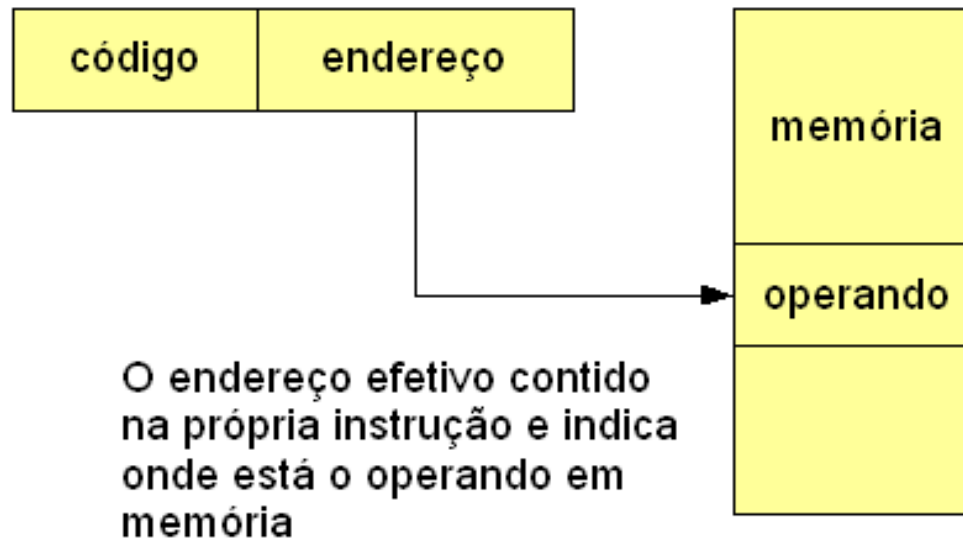 código
endereço
memória
operando
O endereço efetivo contido
na própria instrução e indica
onde está o operando em
memória